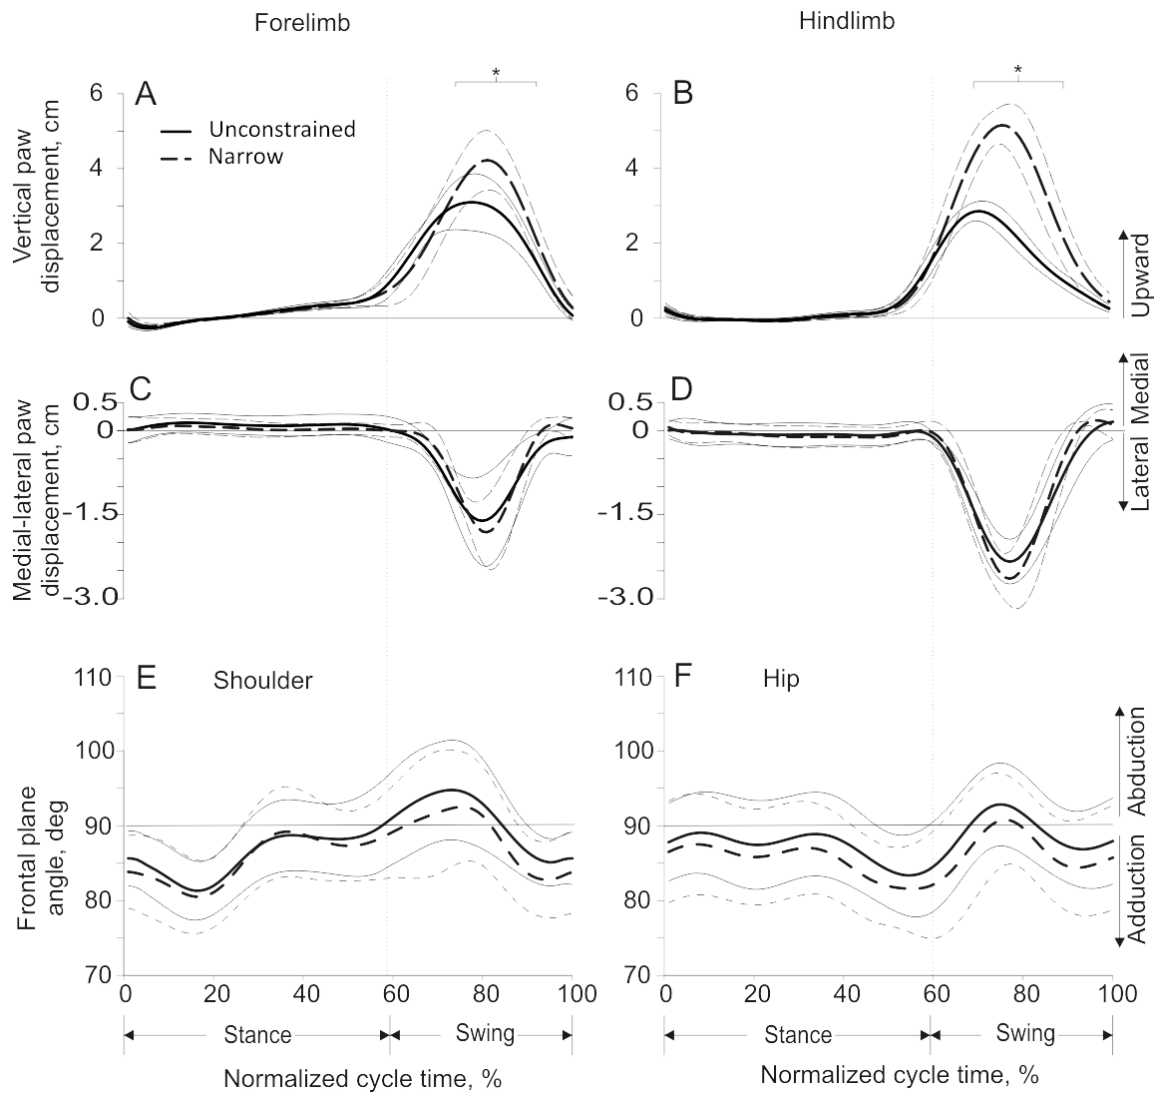 Forelimb
Hindlimb
Vertical paw
displacement, cm
6
4
2
0
A
*
Unconstrained
Narrow
6
4
2
0
B
*
Upward
Medial-lateral paw
displacement, cm
0.5
0
-1.5
-3.0
C
0.5
0
-1.5
-3.0
D
Medial
Lateral
Frontal plane
angle, deg
110
100
90
80
70
E
Shoulder
110
100
90
80
70
F
Hip
Abduction
Adduction
0 20 40 60 80 100
0 20 40 60 80 100
Stance
Swing
Stance
Swing
Normalized cycle time, %
Normalized cycle time, %